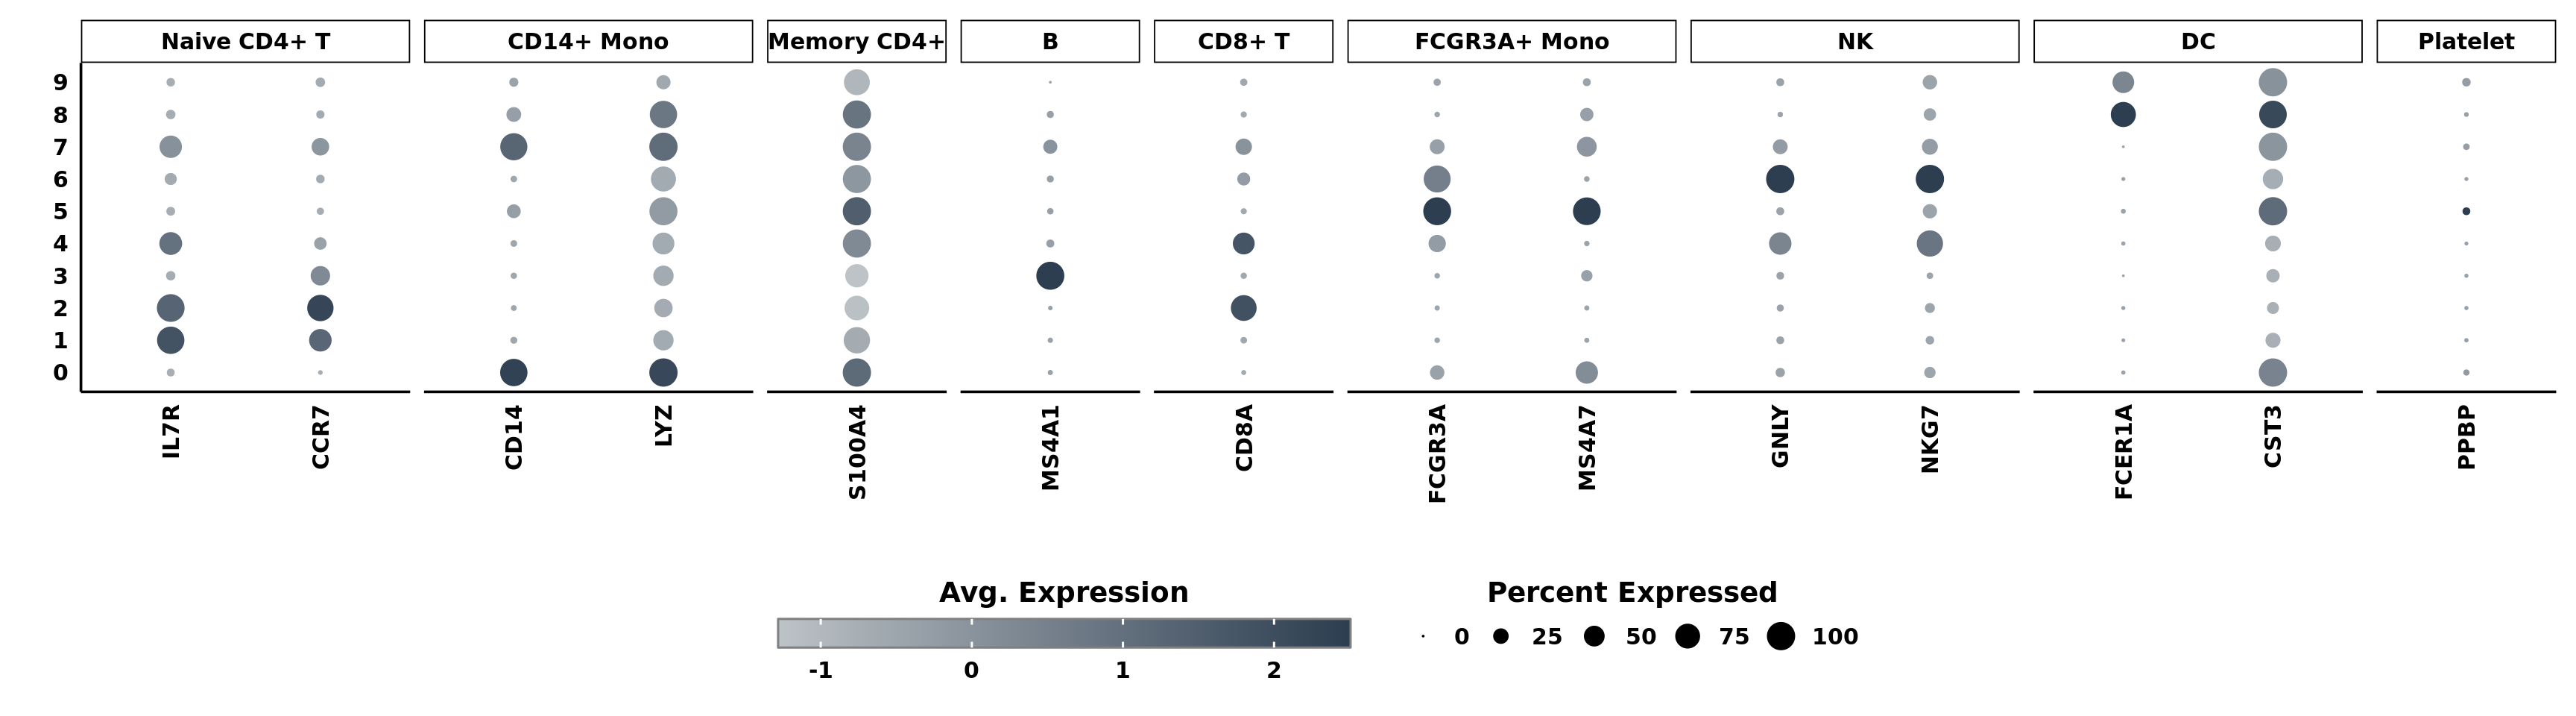 Naive CD4+ T CD14+ Mono Memory CD4+ B CD8+ T FCGR3A+ Mono NK DC Platelet
9
8
7
6
5
4
3
2
1
0
IL7R CCR7 CD14 LYZ S100A4 MS4A1 CD8A FCGR3A MS4A7 GNLY NKG7 FCER1A CST3 PPBP
Avg. Expression
-1 0 1 2
Percent Expressed
0 25 50 75 100